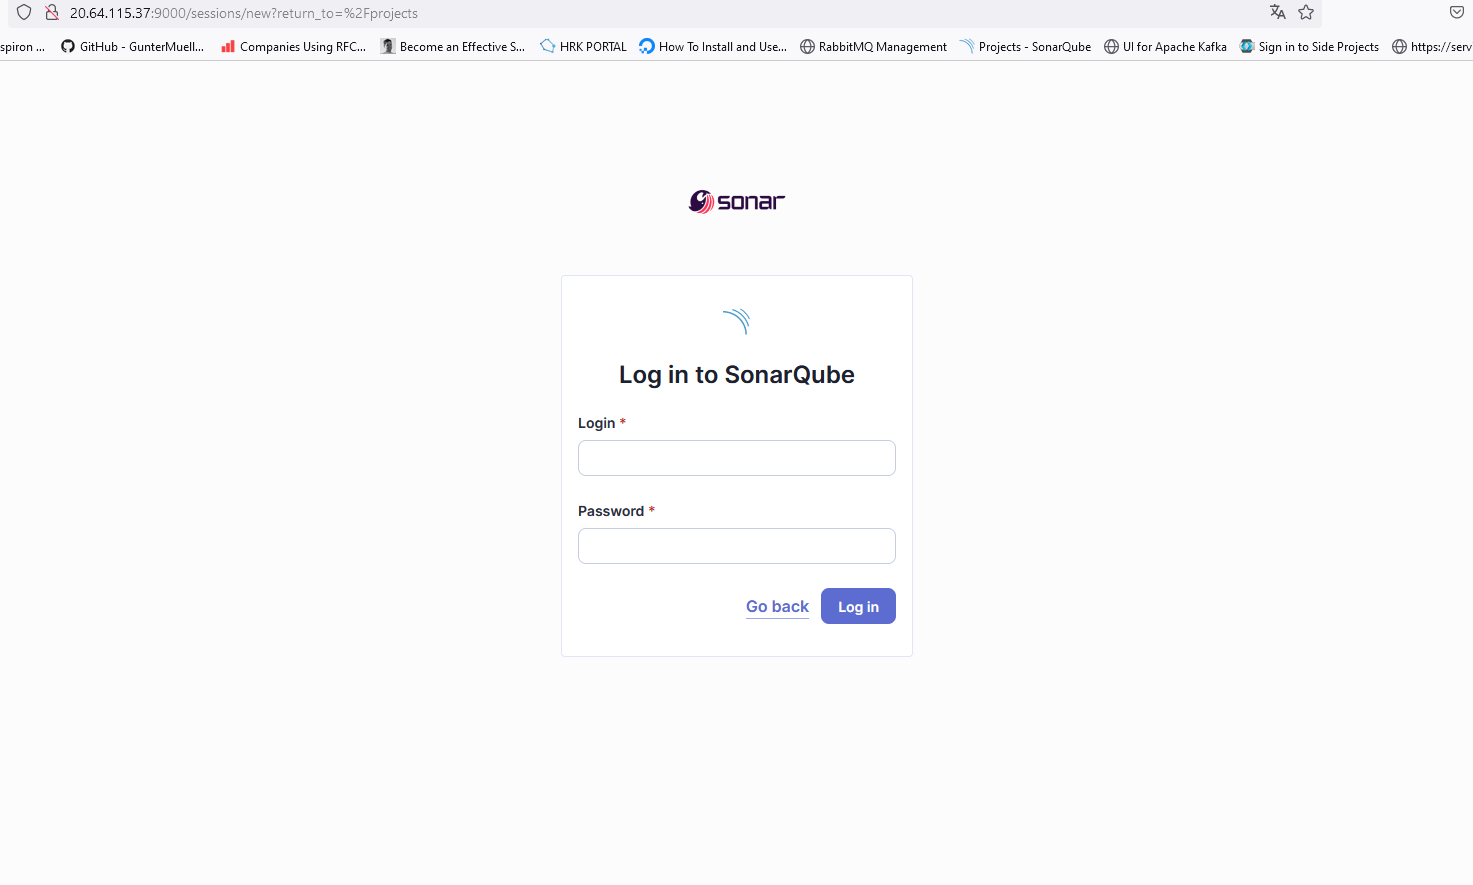 20.64.115.37:9000/sessions/new?return_to=%2Fprojects
spiron ... GitHub - GunterMuell... Companies Using RFC... Become an Effective S... HRK PORTAL How To Install and Use... RabbitMQ Management Projects - SonarQube UI for Apache Kafka Sign in to Side Projects https://serv
sonar
Log in to SonarQube
Login *
Password *
Go back Log in